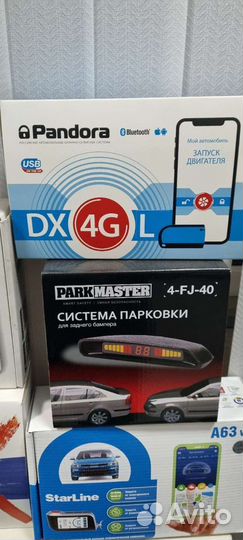 Pandora
Bluetooth
USB
Мой автомобиль
ЗАПУСК
ДВИГАТЕЛЯ
DX 4G L
PARKMASTER
4-FJ-40
СИСТЕМА ПАРКОВКИ
для заднего бампера
88
StarLine
A63
Avito